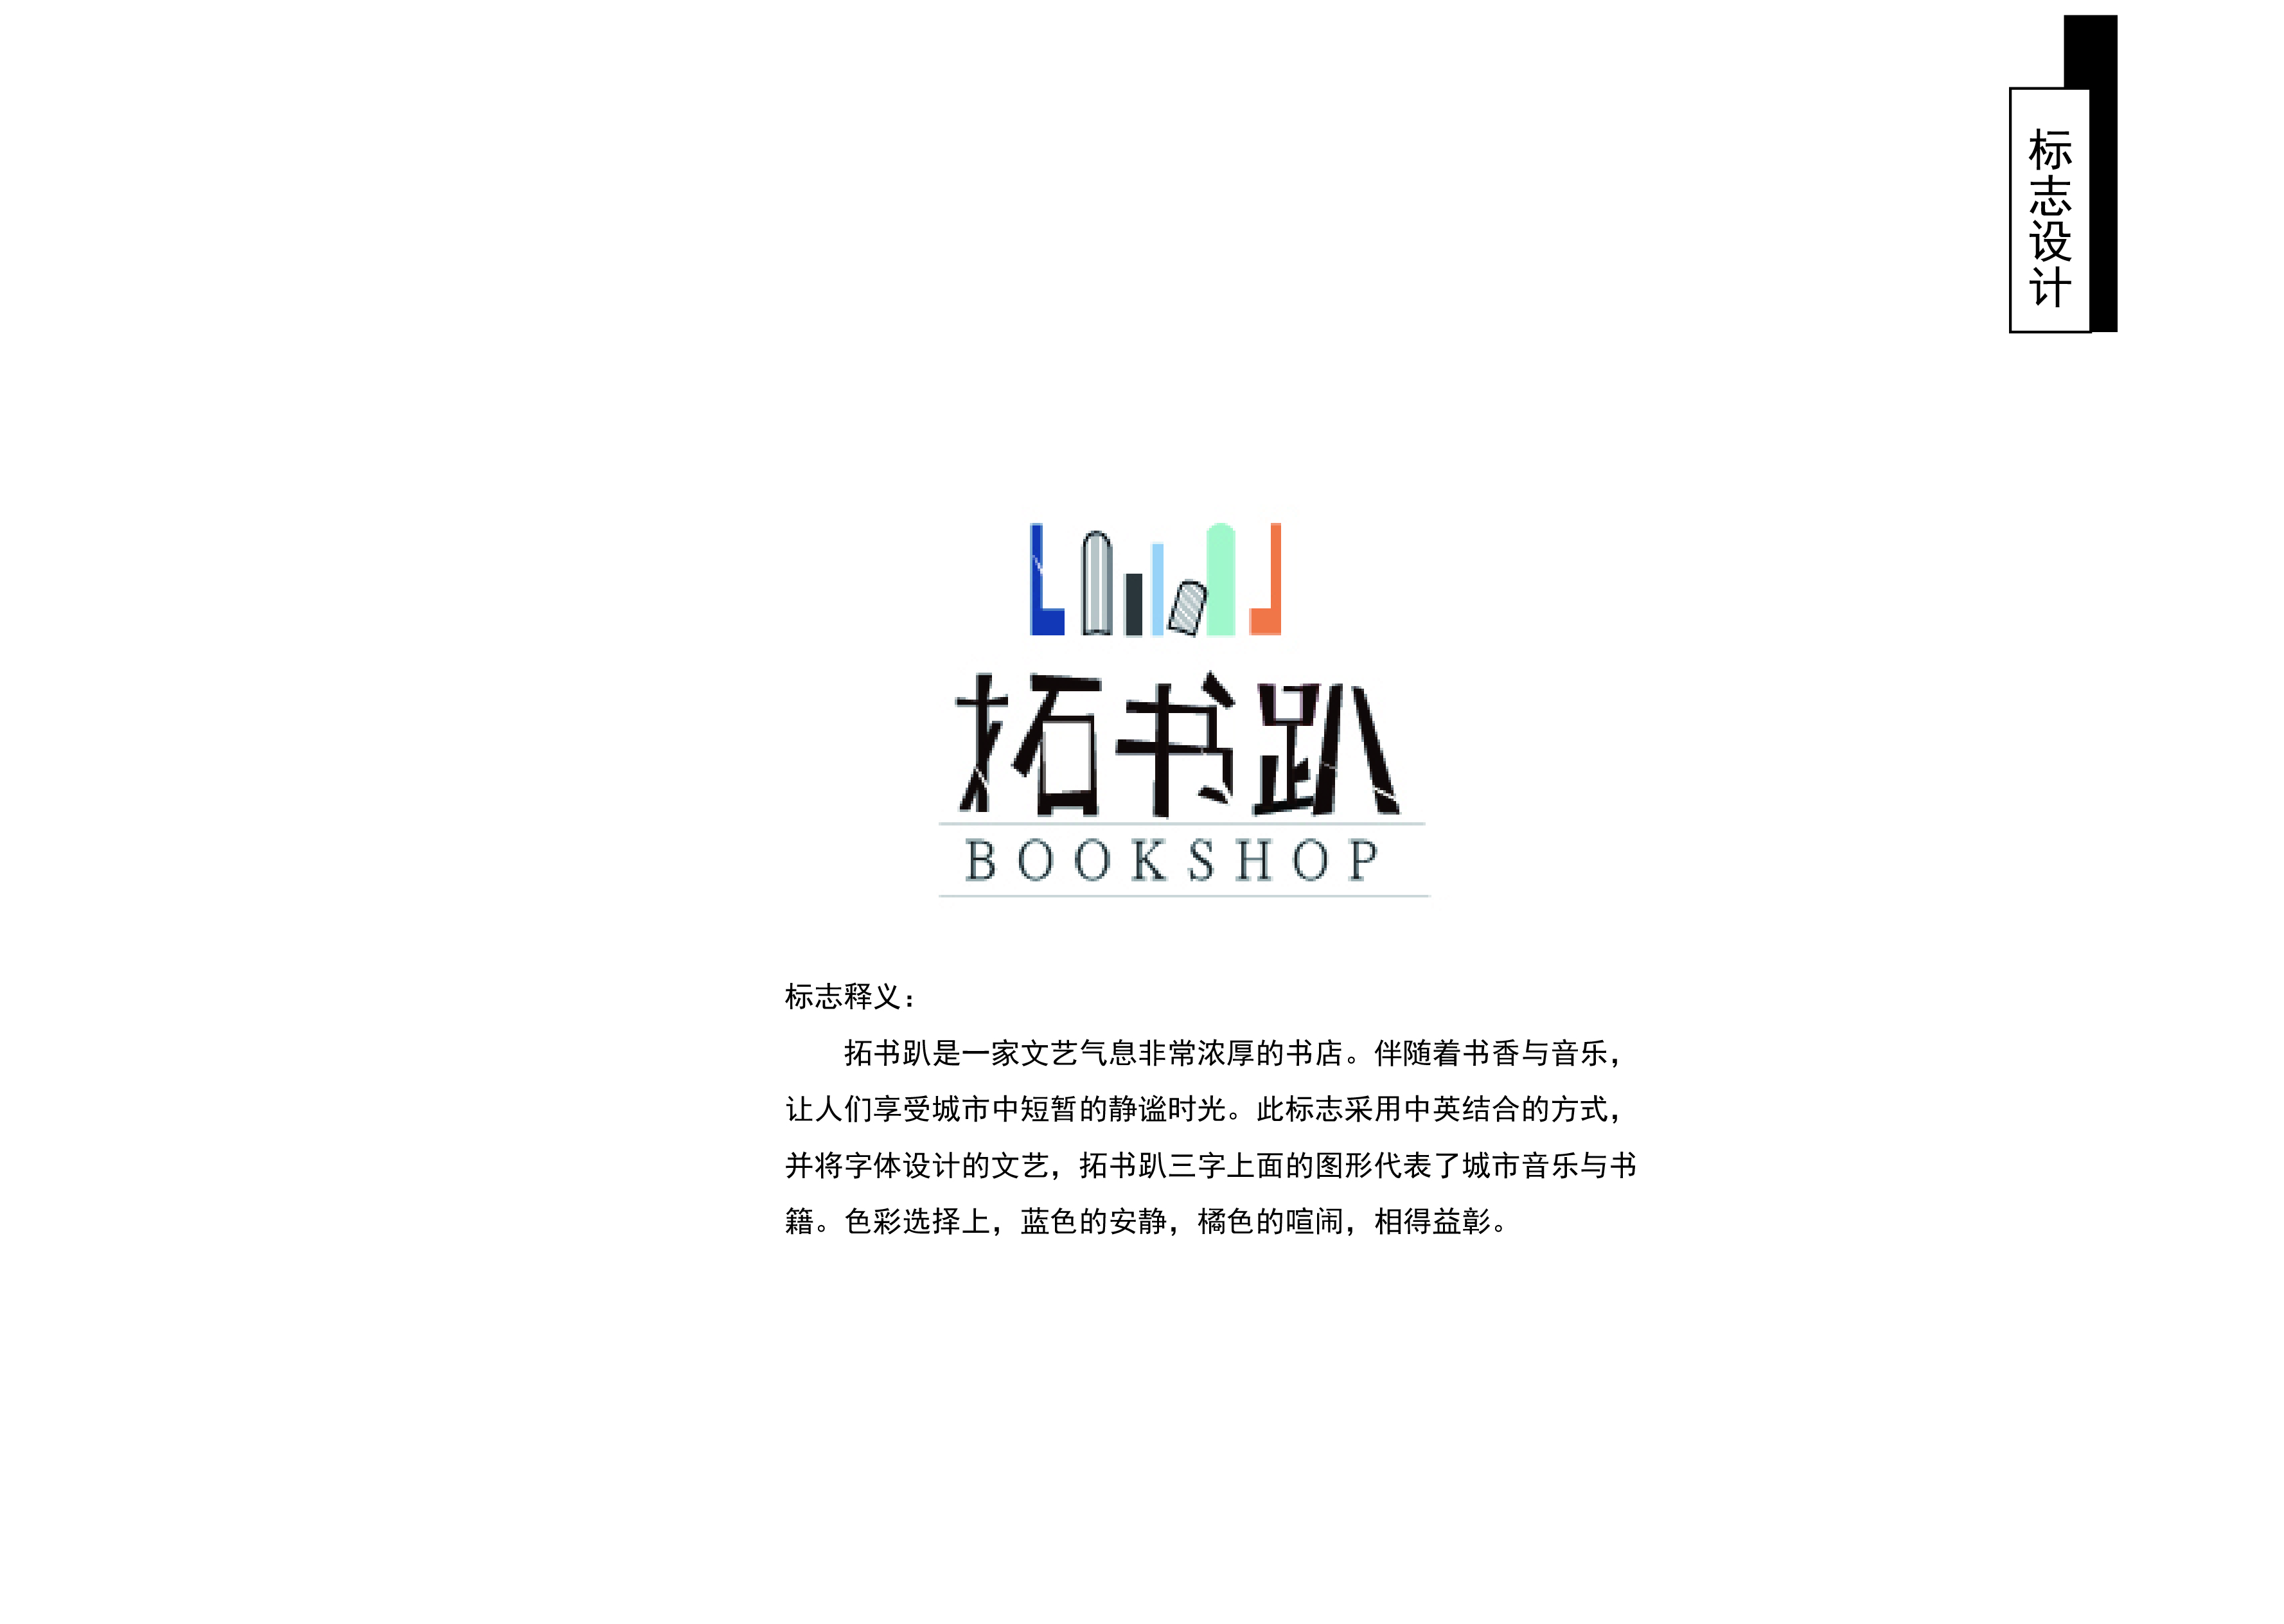 标志设计
拓书趴
BOOKSHOP
标志释义：
拓书趴是一家文艺气息非常浓厚的书店。伴随着书香与音乐，
让人们享受城市中短暂的静谧时光。此标志采用中英结合的方式，
并将字体设计的文艺，拓书趴三字上面的图形代表了城市音乐与书
籍。色彩选择上，蓝色的安静，橘色的喧闹，相得益彰。